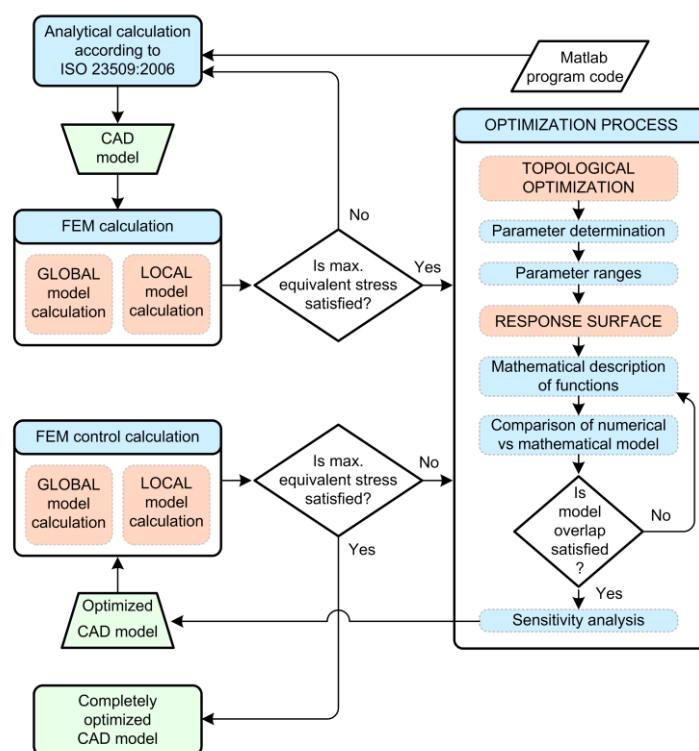 Analytical calculation
according to
ISO 23509:2006
Matlab
program code
CAD
model
FEM calculation
GLOBAL
model
calculation
LOCAL
model
calculation
No
Is max.
equivalent stress
satisfied?
Yes
OPTIMIZATION PROCESS
TOPOLOGICAL
OPTIMIZATION
Parameter determination
Parameter ranges
RESPONSE SURFACE
Mathematical description
of functions
Comparison of numerical
vs mathematical model
Is
model
overlap
satisfied
?
No
Yes
Sensitivity analysis
FEM control calculation
GLOBAL
model
calculation
LOCAL
model
calculation
Is max.
equivalent stress
satisfied?
No
Yes
Optimized
CAD model
Completely
optimized
CAD model